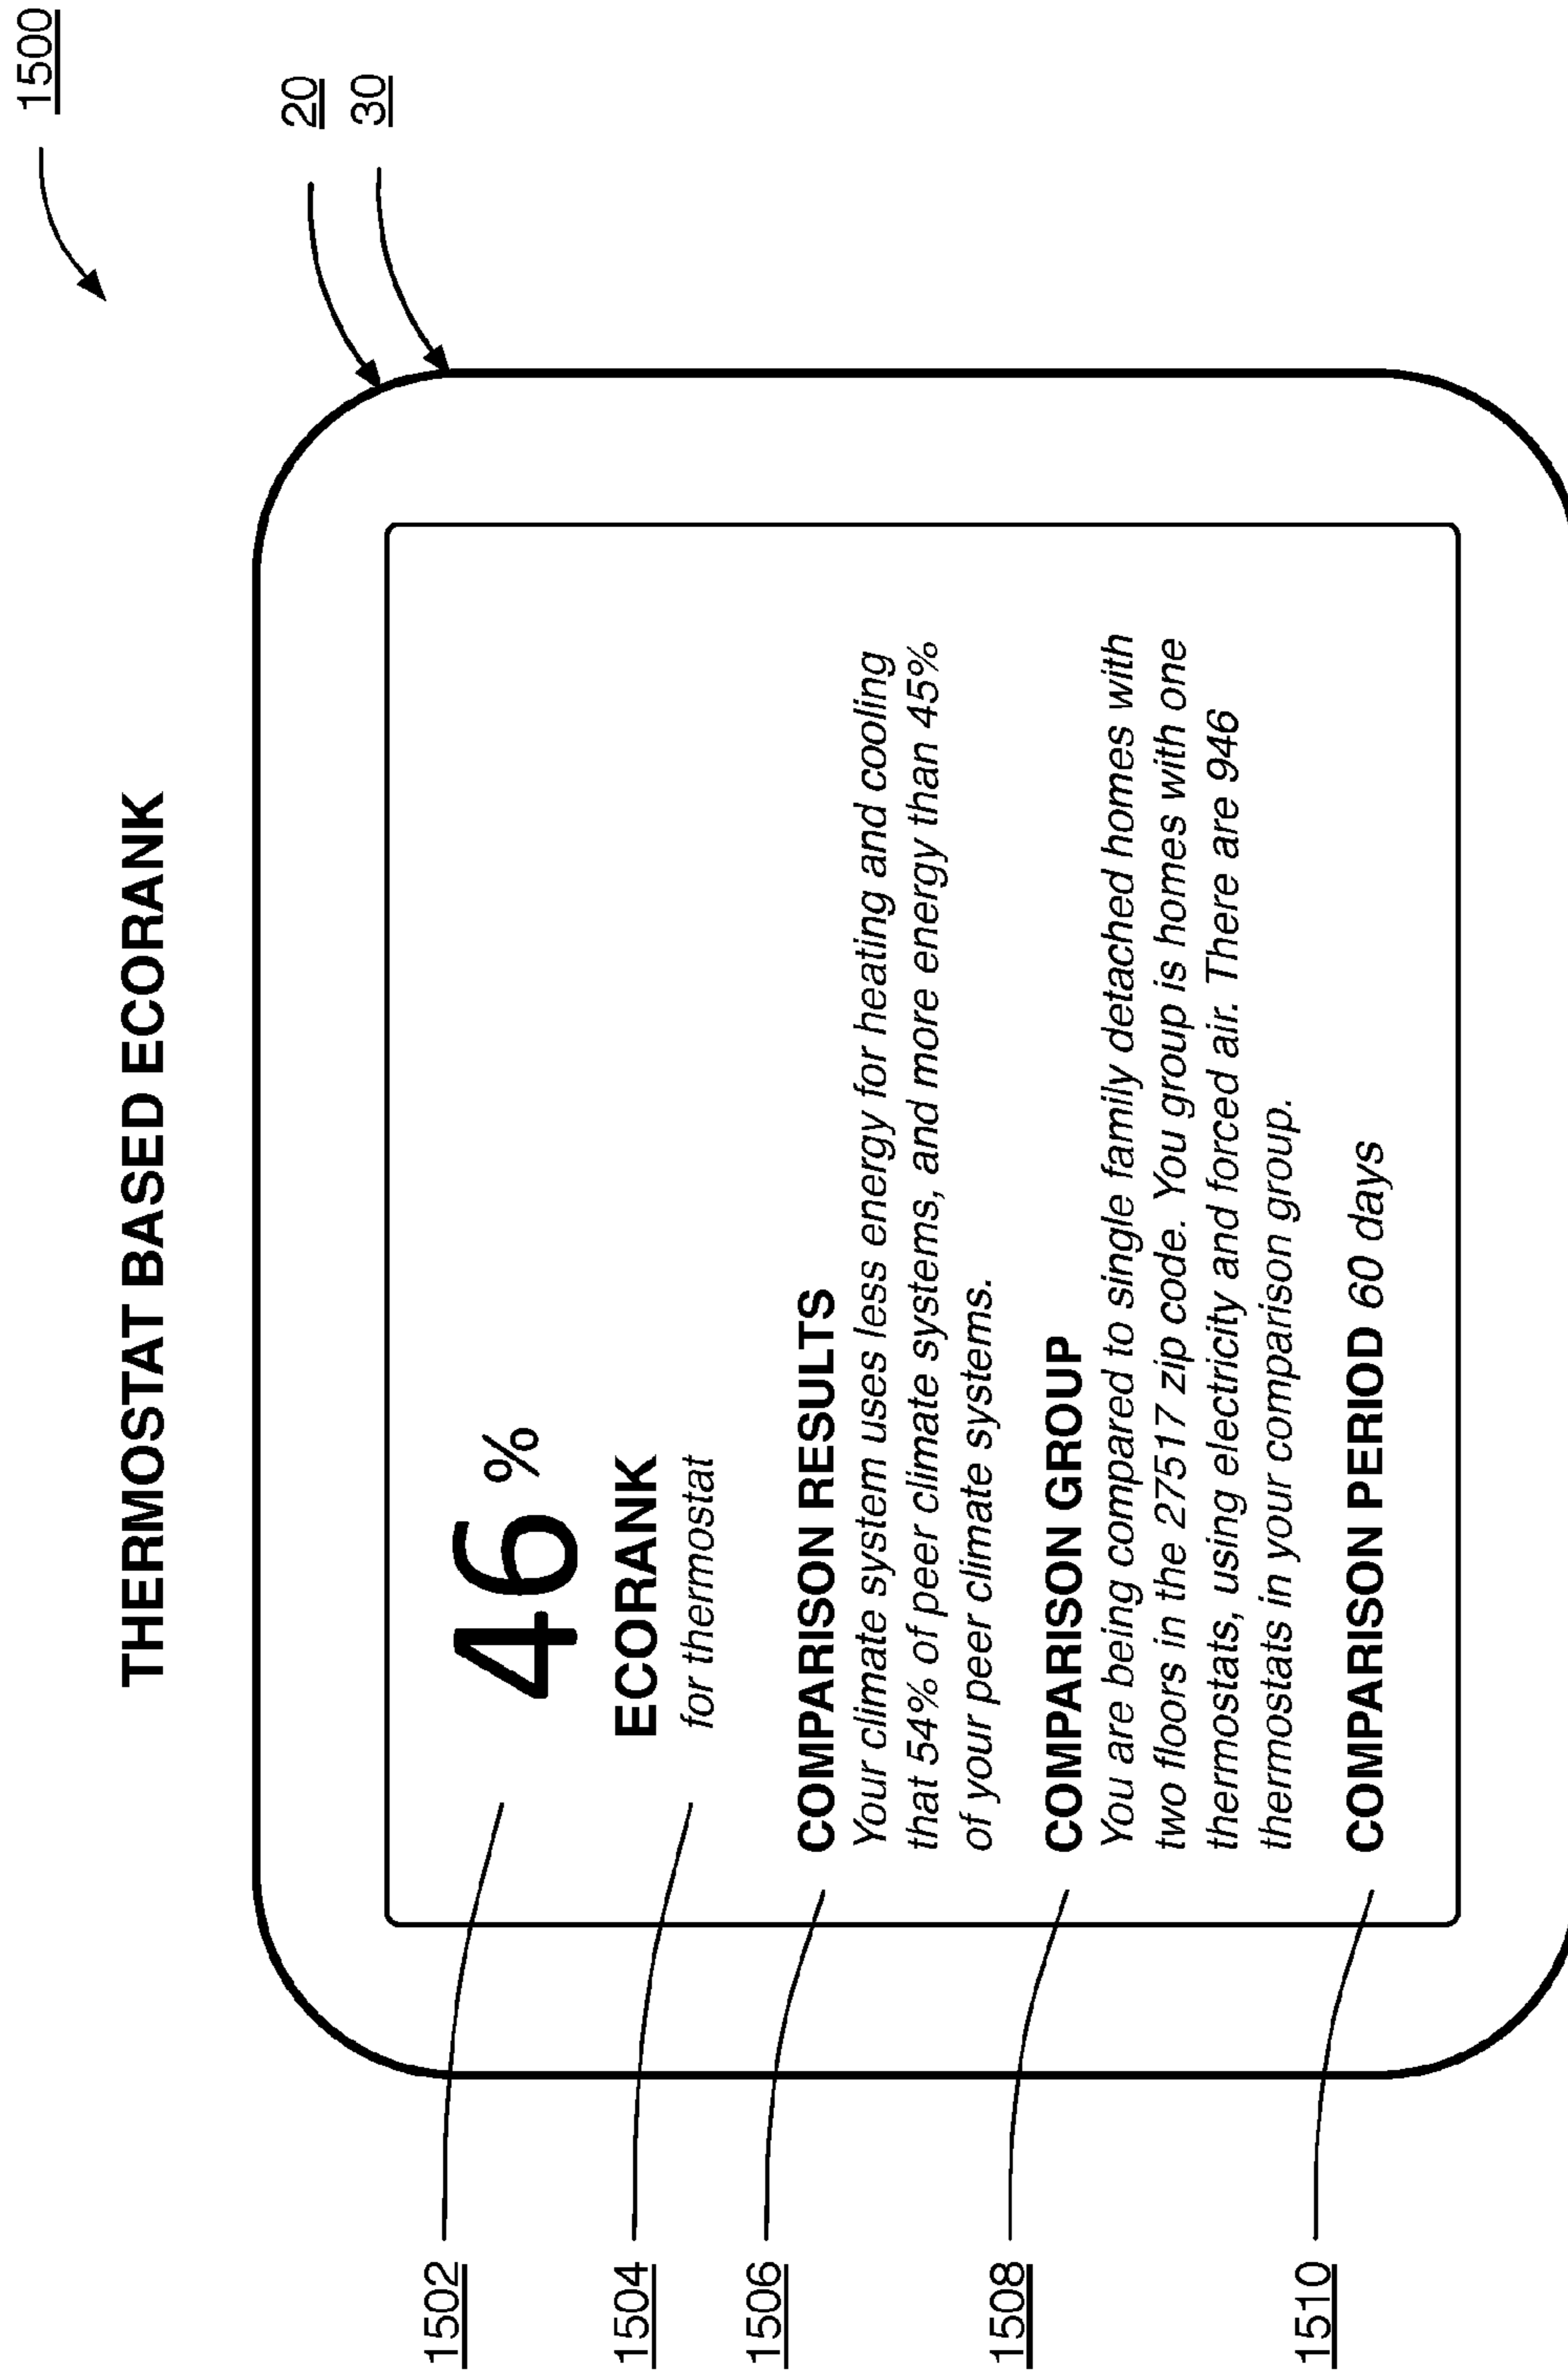 1500
THERMOSTAT BASED ECORANK
20
30
1502
46 %
ECORANK
1504
for thermostat
1506
COMPARISON RESULTS
Your climate system uses less energy for heating and cooling
that 54% of peer climate systems, and more energy than 45%
of your peer climate systems.
1508
COMPARISON GROUP
You are being compared to single family detached homes with
two floors in the 27517 zip code. You group is homes with one
thermostats, using electricity and forced air. There are 946
thermostats in your comparison group.
1510
COMPARISON PERIOD 60 days